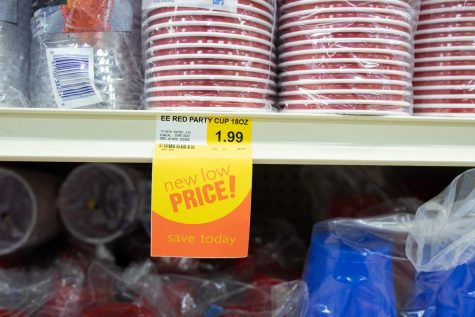 EE RED PARTY CUP 18OZ
1.99
new low
PRICE!
save today